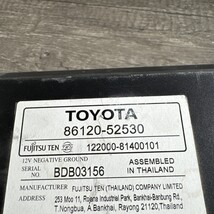 TOYOTA
86120-52530
FUJITSU TEN 122000-81400101
12V NEGATIVE GROUND
SERIAL NO BDB03156
ASSEMBLED IN THAILAND
MANUFACTURER FUJITSU TEN (THAILAND) COMPANY LIMITED
ADDRESS 253 Moo 11, Rojana Industrial Park, Bankhai-Banbung Rd.,
T.Nongbua, A.Bankhai, Rayong 21120, Thailand